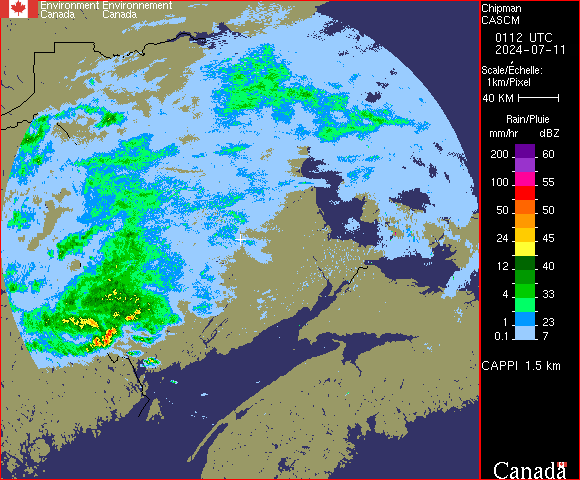 Environment Environnement
Canada Canada
Chipman
CASCM
0112 UTC
2024-07-11
Scale/Échelle:
1km/Pixel
40 KM
Rain/Pluie
mm/hr dBZ
200 60
100 55
50 50
24 45
12 40
4 33
1 23
0.1 7
CAPPI 1.5 km
Canada